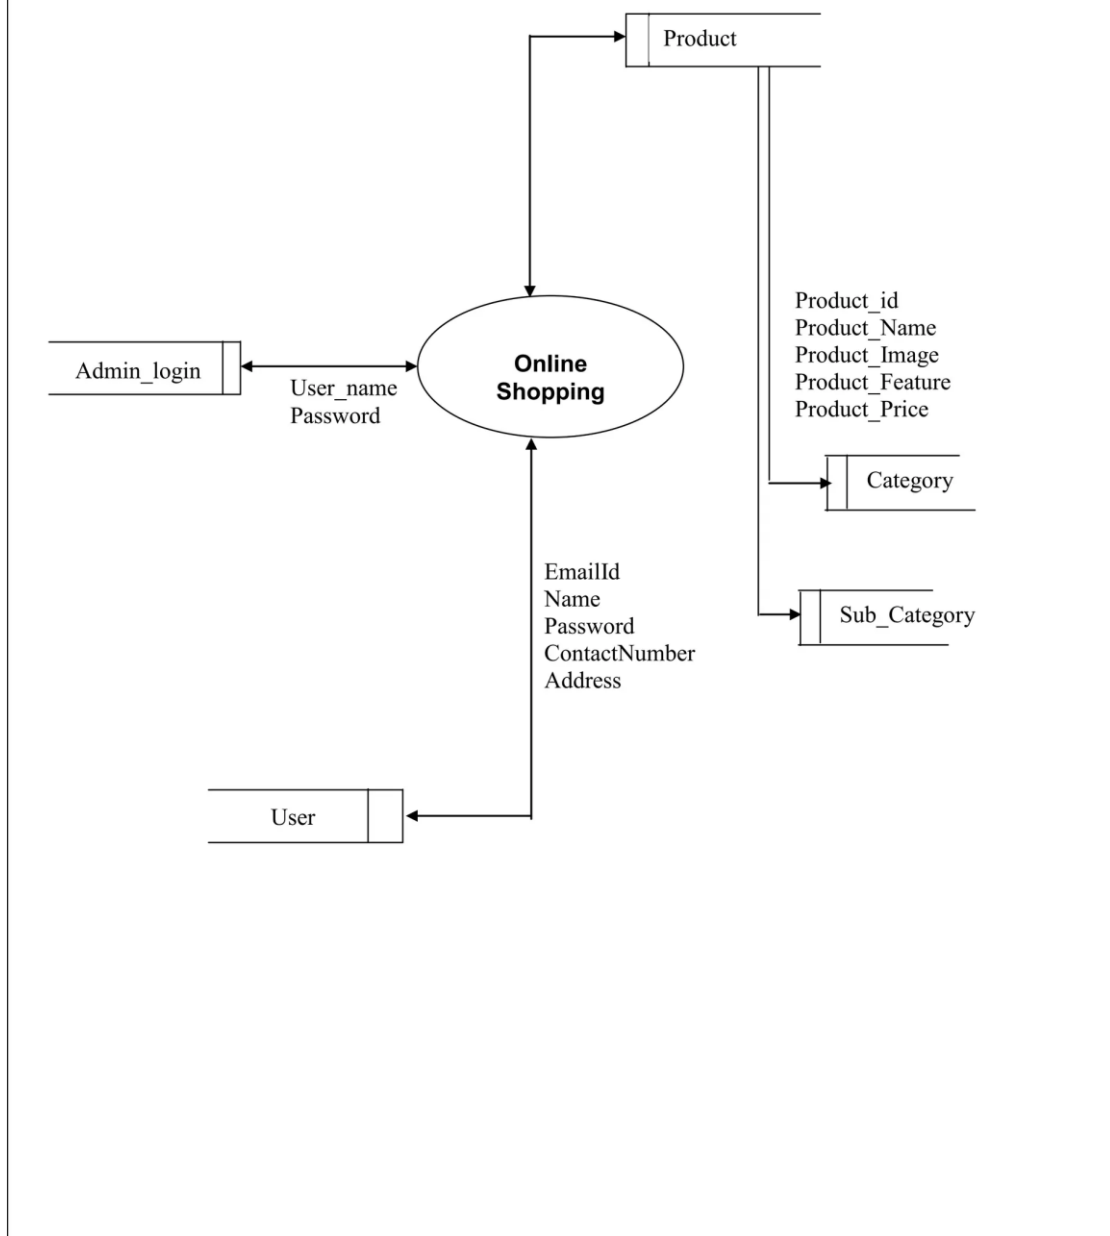 Product
Product_id
Product_Name
Product_Image
Product_Feature
Product_Price
Admin_login
User_name
Password
Online
Shopping
Category
Sub_Category
EmailId
Name
Password
ContactNumber
Address
User